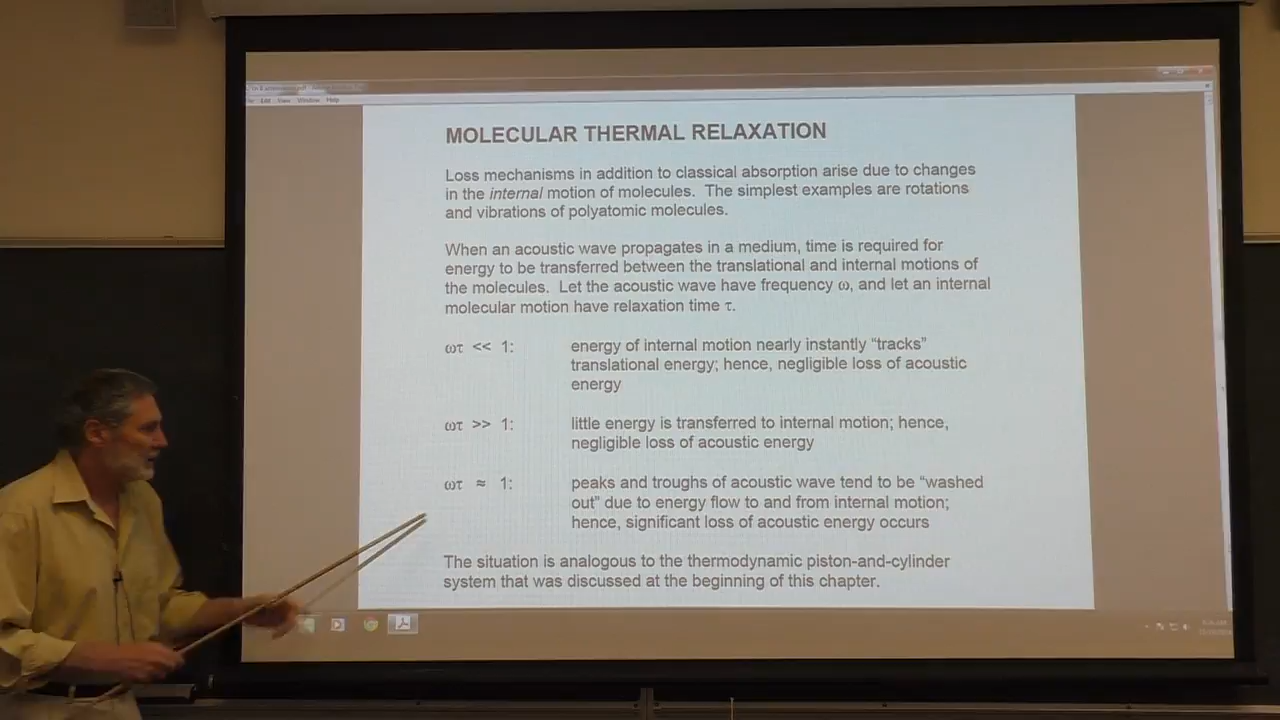 Edit View Window Help
MOLECULAR THERMAL RELAXATION
Loss mechanisms in addition to classical absorption arise due to changes
in the internal motion of molecules. The simplest examples are rotations
and vibrations of polyatomic molecules.
When an acoustic wave propagates in a medium, time is required for
energy to be transferred between the translational and internal motions of
the molecules. Let the acoustic wave have frequency ω, and let an internal
molecular motion have relaxation time τ.
ωτ << 1: energy of internal motion nearly instantly “tracks”
translational energy; hence, negligible loss of acoustic
energy
ωτ >> 1: little energy is transferred to internal motion; hence,
negligible loss of acoustic energy
ωτ ≈ 1: peaks and troughs of acoustic wave tend to be “washed
out” due to energy flow to and from internal motion;
hence, significant loss of acoustic energy occurs
The situation is analogous to the thermodynamic piston-and-cylinder
system that was discussed at the beginning of this chapter.